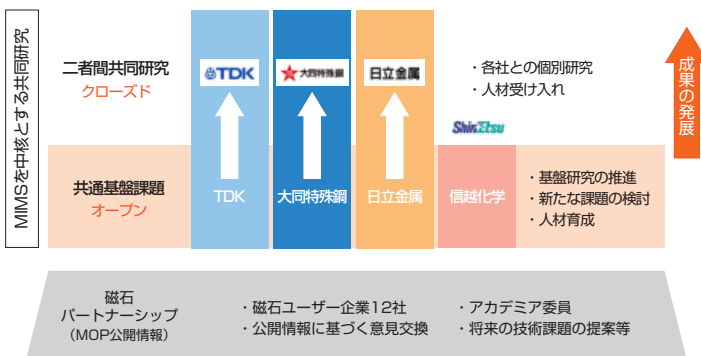 MIMSを中核とする共同研究
二者間共同研究
クローズド
TDK
大同特殊鋼
日立金属
・各社との個別研究
・人材受け入れ
ShinEtsu
成果の発展
共通基盤課題
オープン
TDK
大同特殊鋼
日立金属
信越化学
・基盤研究の推進
・新たな課題の検討
・人材育成
磁石
パートナーシップ
（MOP公開情報）
・磁石ユーザー企業12社
・公開情報に基づく意見交換
・アカデミア委員
・将来の技術課題の提案等